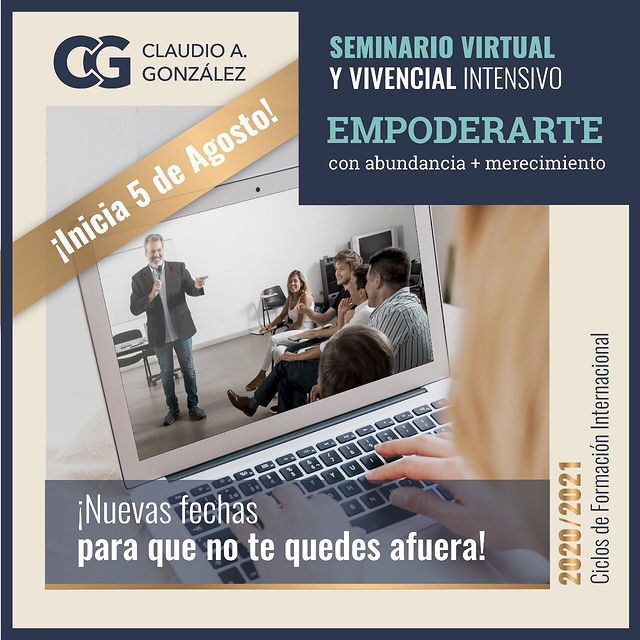 CG
CLAUDIO A.
GONZÁLEZ
SEMINARIO VIRTUAL
Y VIVENCIAL INTENSIVO
EMPODERARTE
con abundancia + merecimiento
¡Inicia 5 de Agosto!
¡Nuevas fechas
para que no te quedes afuera!
2020/2021
Ciclos de Formación Internacional